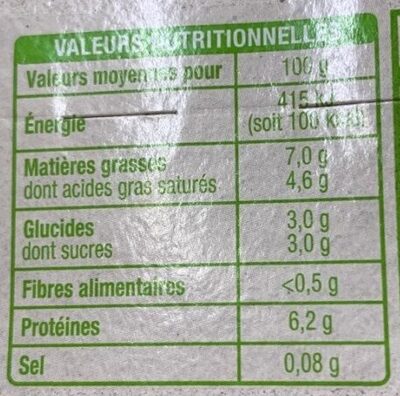 VALEURS NUTRITIONNELLES
Valeurs moyennes pour 100 g
415 kJ
Énergie (soit 100 kcal)
Matières grasses 7,0 g
dont acides gras saturés 4,6 g
Glucides 3,0 g
dont sucres 3,0 g
Fibres alimentaires <0,5 g
Protéines 6,2 g
Sel 0,08 g